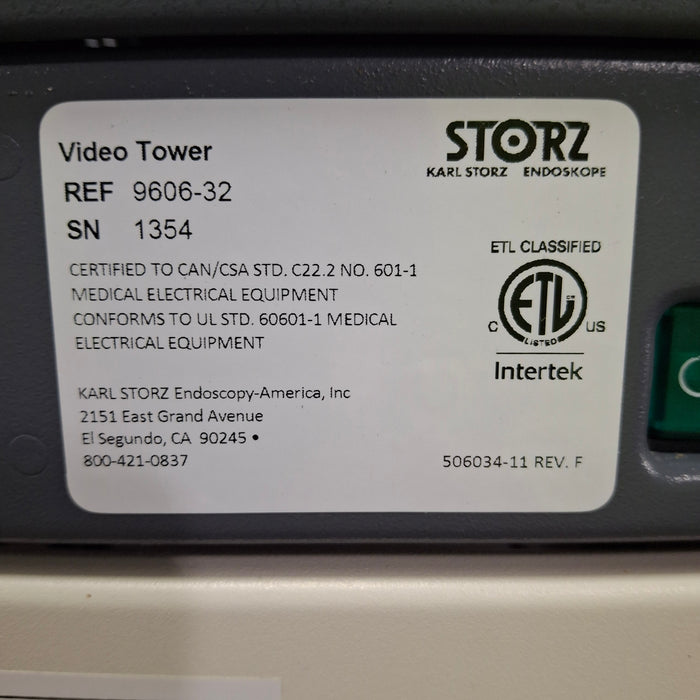 Video Tower
REF 9606-32
SN 1354
CERTIFIED TO CAN/CSA STD. C22.2 NO. 601-1
MEDICAL ELECTRICAL EQUIPMENT
CONFORMS TO UL STD. 60601-1 MEDICAL
ELECTRICAL EQUIPMENT
KARL STORZ Endoscopy-America, Inc
2151 East Grand Avenue
El Segundo, CA 90245 •
800-421-0837
STORZ
KARL STORZ ENDOSKOPE
ETL CLASSIFIED
ETL
C US
LISTED
Intertek
506034-11 REV. F